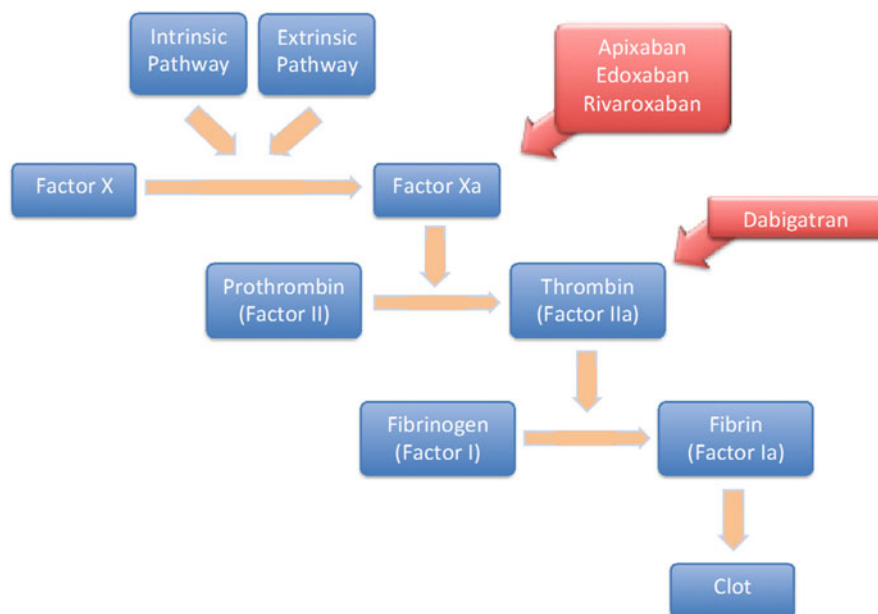 Intrinsic
Pathway
Extrinsic
Pathway
Apixaban
Edoxaban
Rivaroxaban
Factor X
Factor Xa
Dabigatran
Prothrombin
(Factor II)
Thrombin
(Factor IIa)
Fibrinogen
(Factor I)
Fibrin
(Factor Ia)
Clot